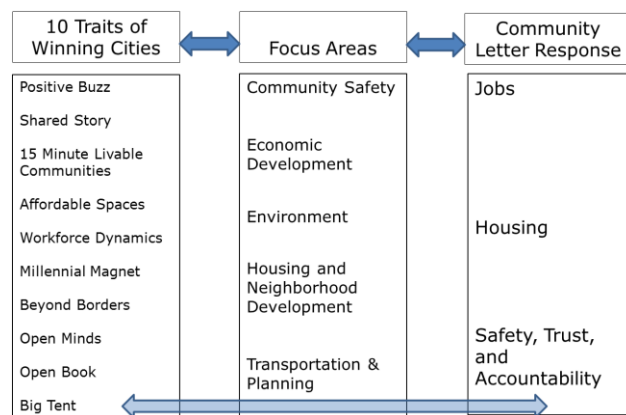 10 Traits of
Winning Cities
Focus Areas
Community
Letter Response
Positive Buzz
Shared Story
15 Minute Livable
Communities
Affordable Spaces
Workforce Dynamics
Millennial Magnet
Beyond Borders
Open Minds
Open Book
Big Tent
Community Safety
Economic
Development
Environment
Housing and
Neighborhood
Development
Transportation &
Planning
Jobs
Housing
Safety, Trust,
and
Accountability